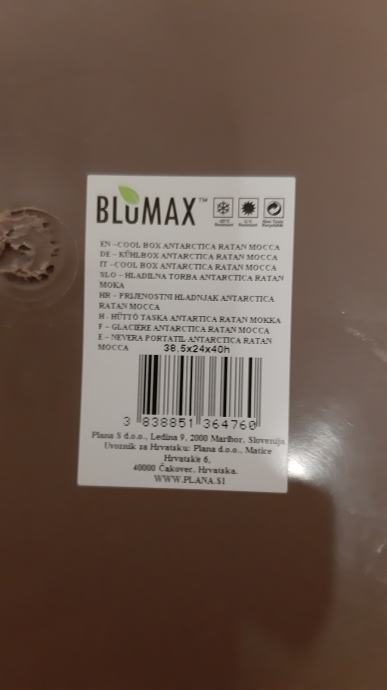 BLUMAX™
EN -COOL BOX ANTARCTICA RATAN MOCCA
DE - KÜHLBOX ANTARCTICA RATAN MOCCA
IT -COOL BOX ANTARCTICA RATAN MOCCA
SLO - HLADILNA TORBA ANTARCTICA RATAN
MOKA
HR - PRIJENOSTNI HLADNJAK ANTARCTICA
RATAN MOCCA
H - HŰTTŐ TASKA ANTARTICA RATAN MOKKA
F - GLACIERE ANTARCTICA RATAN MOCCA
E - NEVERA PORTATIL ANTARCTICA RATAN
MOCCA 38,5x24x40h
3 838851 364760
Plana S d.o.o., Ledina 9, 2000 Maribor, Slovenija
Uvoznik za Hrvatsku: Plana d.o.o., Matice
Hrvatske 6,
40000 Čakovec, Hrvatska.
WWW.PLANA.SI